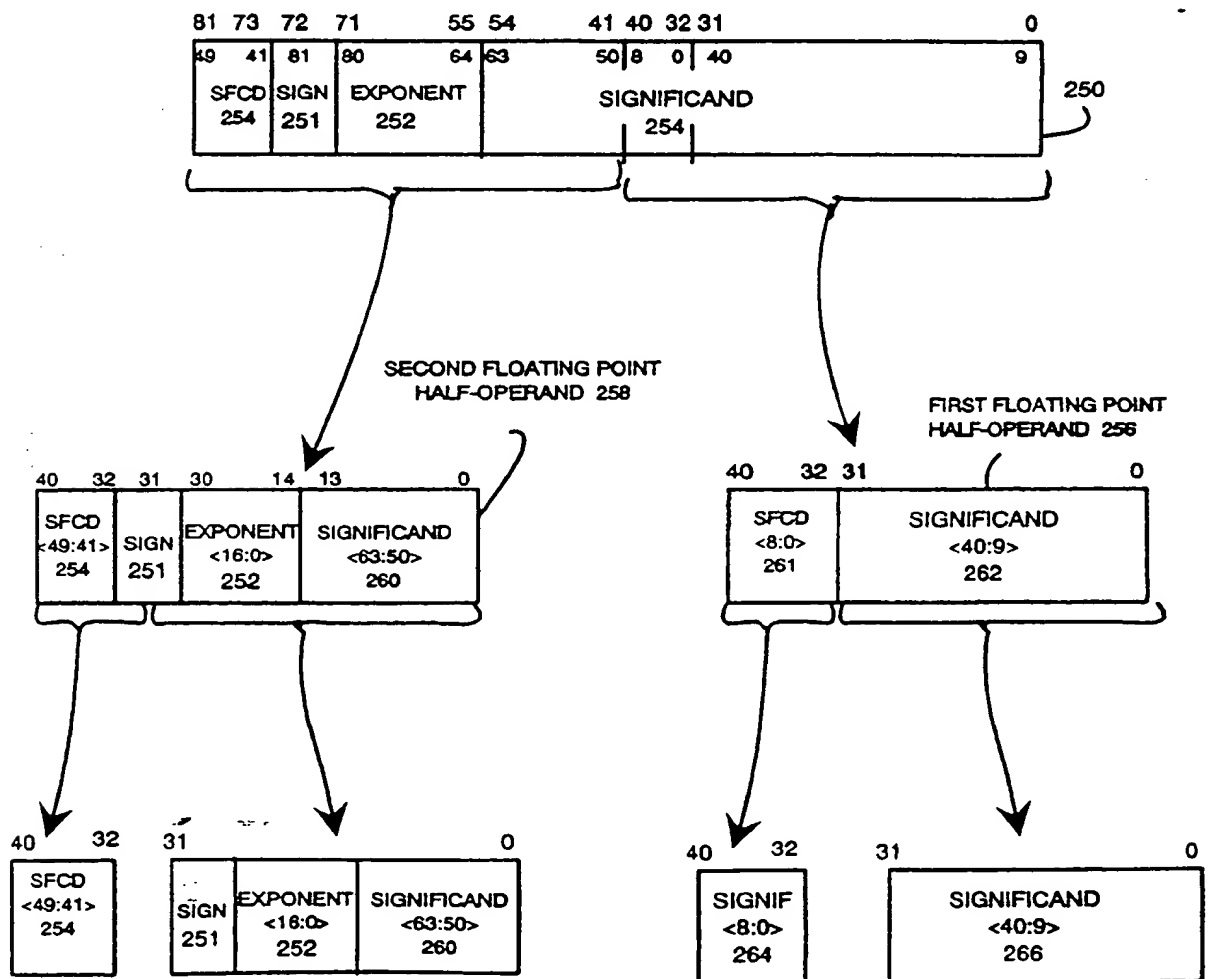 81 73 72 71 55 54 41 40 32 31 0
49 41 81 80 64 63 50 8 0 40 9
SFCD SIGN EXPONENT SIGNIFICAND
254 251 252 254
250
SECOND FLOATING POINT
HALF-OPERAND 258
FIRST FLOATING POINT
HALF-OPERAND 256
40 32 31 30 14 13 0
SFCD
<49:41>
254
SIGN
251
EXPONENT
<16:0>
252
SIGNIFICAND
<63:50>
260
40 32 31 0
SFCD
<8:0>
261
SIGNIFICAND
<40:9>
262
40 32
SFCD
<49:41>
254
31 0
SIGN
251
EXPONENT
<16:0>
252
SIGNIFICAND
<63:50>
260
40 32
SIGNIF
<8:0>
264
31 0
SIGNIFICAND
<40:9>
266